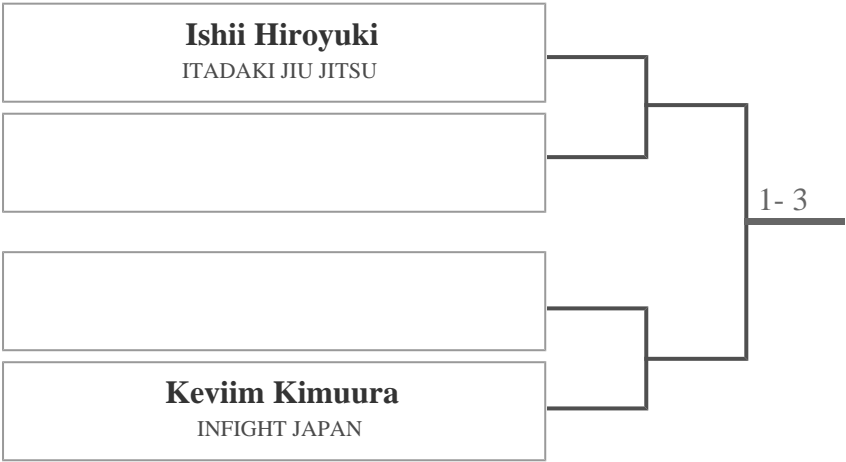 Ishii Hiroyuki
ITADAKI JIU JITSU
1- 3
Keviim Kimuura
INFIGHT JAPAN